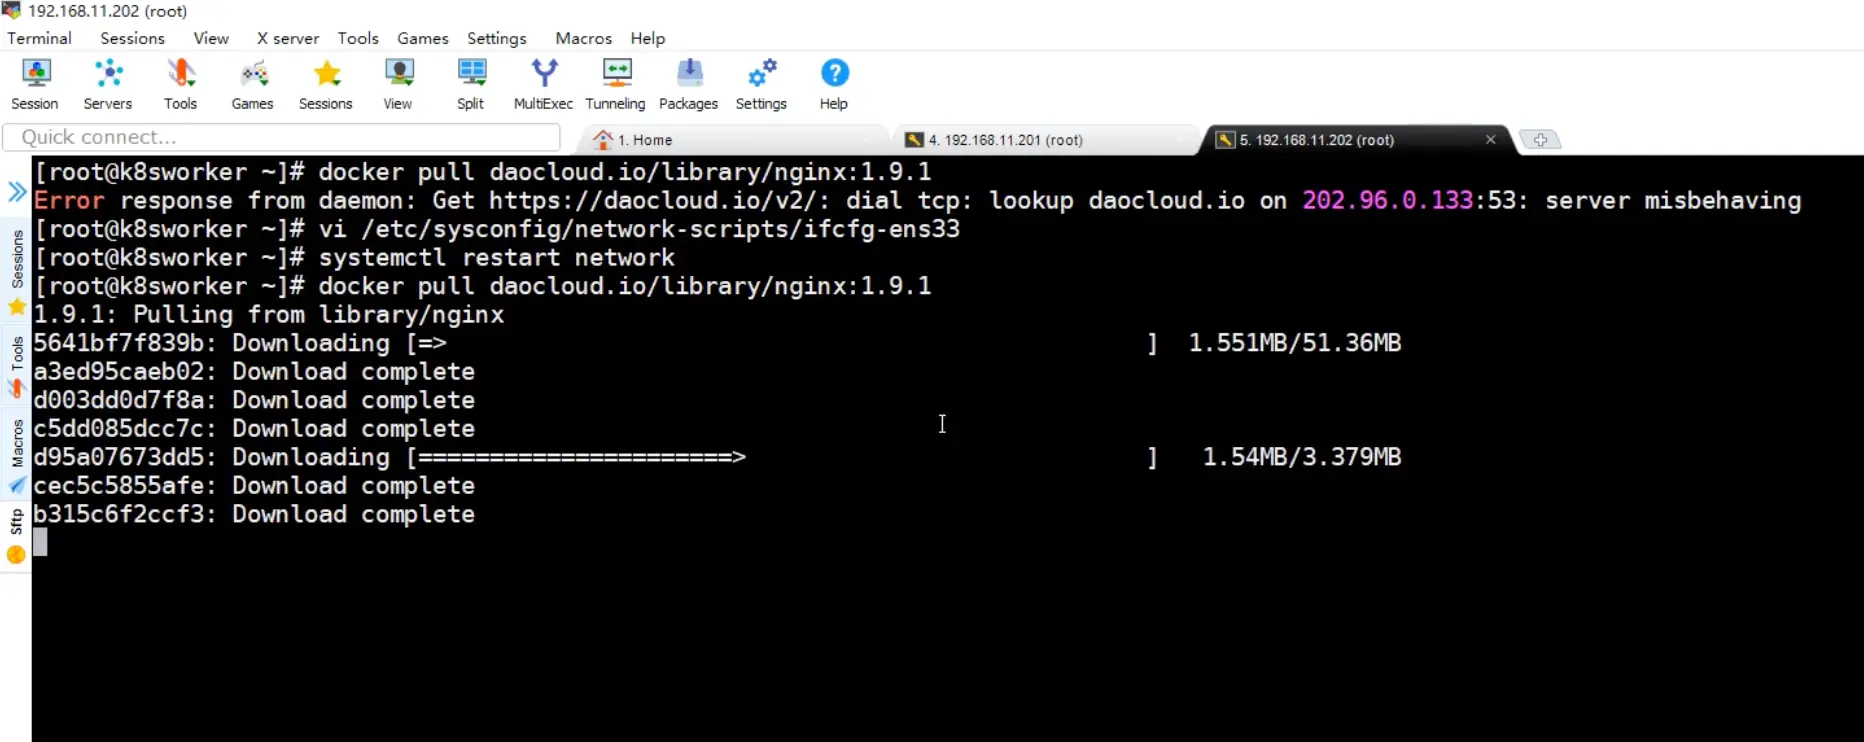 192.168.11.202 (root)
Terminal Sessions View X server Tools Games Settings Macros Help
Session Servers Tools Games Sessions View Split MultiExec Tunneling Packages Settings Help
Quick connect... 1. Home 4. 192.168.11.201 (root) 5. 192.168.11.202 (root)
[root@k8sworker ~]# docker pull daocloud.io/library/nginx:1.9.1
Error response from daemon: Get https://daocloud.io/v2/: dial tcp: lookup daocloud.io on 202.96.0.133:53: server misbehaving
[root@k8sworker ~]# vi /etc/sysconfig/network-scripts/ifcfg-ens33
[root@k8sworker ~]# systemctl restart network
[root@k8sworker ~]# docker pull daocloud.io/library/nginx:1.9.1
1.9.1: Pulling from library/nginx
5641bf7f839b: Downloading [=> ] 1.551MB/51.36MB
a3ed95caeb02: Download complete
d003dd0d7f8a: Download complete
c5dd085dcc7c: Download complete
d95a07673dd5: Downloading [======================> ] 1.54MB/3.379MB
cec5c5855afe: Download complete
b315c6f2ccf3: Download complete
Sessions
Tools
Macros
Sftp